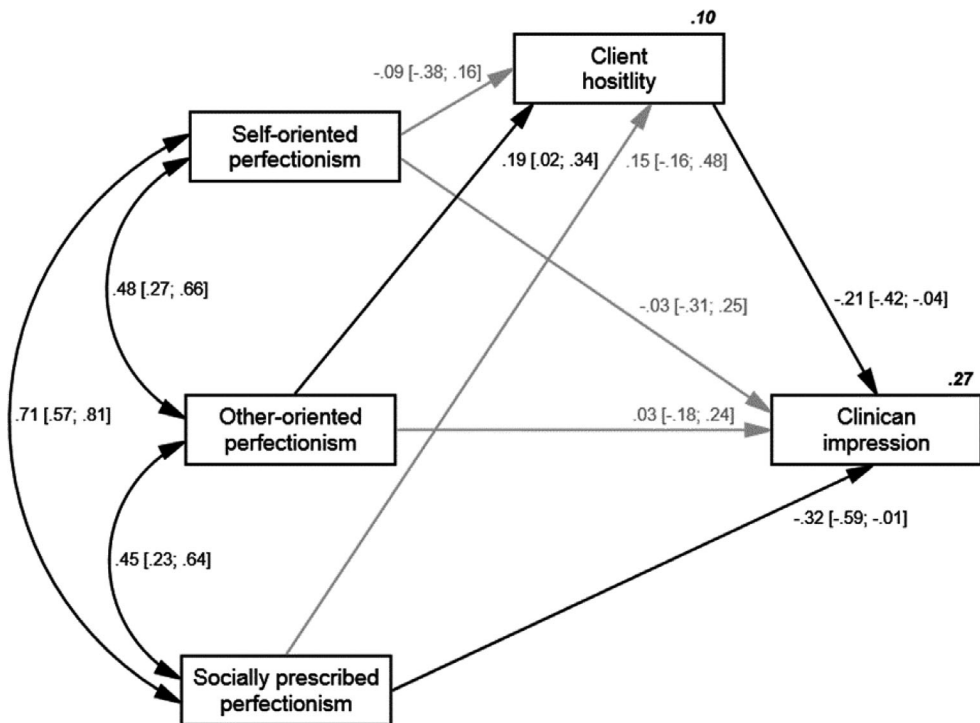 .10
Client
hositlity
-.09 [-.38; .16]
Self-oriented
perfectionism
.19 [.02; .34]
.15 [-.16; .48]
.48 [.27; .66]
-.03 [-.31; .25]
-.21 [-.42; -.04]
.27
.71 [.57; .81]
Other-oriented
perfectionism
.03 [-.18; .24]
Clinican
impression
-.32 [-.59; -.01]
.45 [.23; .64]
Socially prescribed
perfectionism